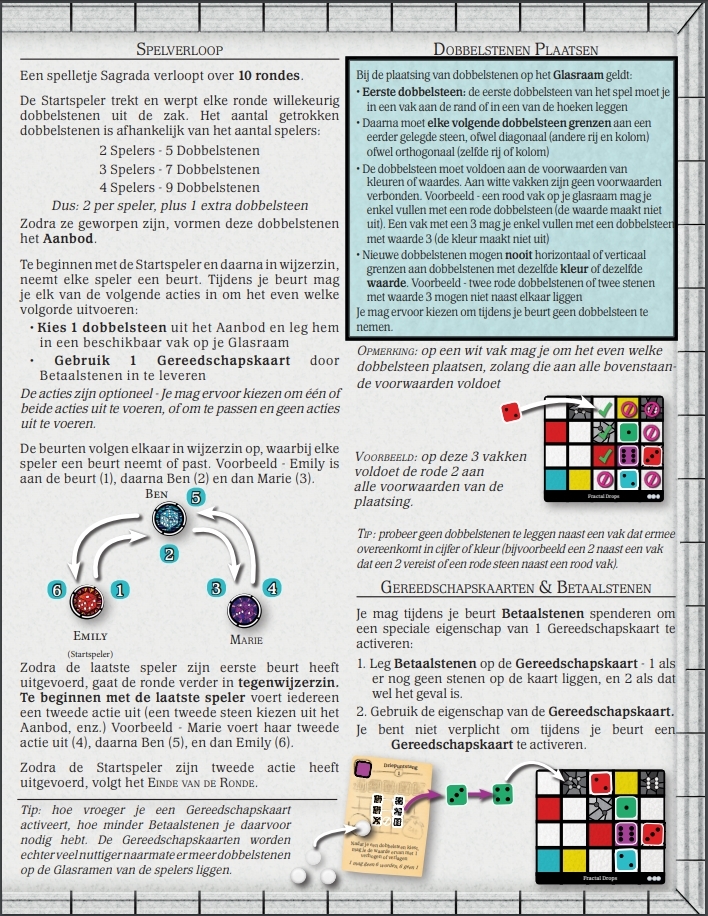 Spelverloop
Een spelletje Sagrada verloopt over 10 rondes.
De Startspeler trekt en werpt elke ronde willekeurig
dobbelstenen uit de zak. Het aantal getrokken
dobbelstenen is afhankelijk van het aantal spelers:
2 Spelers - 5 Dobbelstenen
3 Spelers - 7 Dobbelstenen
4 Spelers - 9 Dobbelstenen
Dus: 2 per speler, plus 1 extra dobbelsteen
Zodra ze geworpen zijn, vormen deze dobbelstenen
het Aanbod.
Te beginnen met de Startspeler en daarna in wijzerzin,
neemt elke speler een beurt. Tijdens je beurt mag
je elk van de volgende acties in om het even welke
volgorde uitvoeren:
• Kies 1 dobbelsteen uit het Aanbod en leg hem
in een beschikbaar vak op je Glasraam
• Gebruik 1 Gereedschapskaart door
Betaalstenen in te leveren
De acties zijn optioneel - Je mag ervoor kiezen om één of
beide acties uit te voeren, of om te passen en geen acties
uit te voeren.
De beurten volgen elkaar in wijzerzin op, waarbij elke
speler een beurt neemt of past. Voorbeeld - Emily is
aan de beurt (1), daarna Ben (2) en dan Marie (3).
Ben
5
2
6
1
3
4
Emily
(Startspeler)
Marie
Zodra de laatste speler zijn eerste beurt heeft
uitgevoerd, gaat de ronde verder in tegenwijzerzin.
Te beginnen met de laatste speler voert iedereen
een tweede actie uit (een tweede steen kiezen uit het
Aanbod, enz.) Voorbeeld - Marie voert haar tweede
actie uit (4), daarna Ben (5), en dan Emily (6).
Zodra de Startspeler zijn tweede actie heeft
uitgevoerd, volgt het Einde van de Ronde.
Tip: hoe vroeger je een Gereedschapskaart
activeert, hoe minder Betaalstenen je daarvoor
nodig hebt. De Gereedschapskaarten worden
echter veel nuttiger naarmate er meer dobbelstenen
op de Glasramen van de spelers liggen.
Dobbelstenen Plaatsen
Bij de plaatsing van dobbelstenen op het Glasraam geldt:
• Eerste dobbelsteen: de eerste dobbelsteen van het spel moet je
in een vak aan de rand of in een van de hoeken leggen
• Daarna moet elke volgende dobbelsteen grenzen aan een
eerder gelegde steen, ofwel diagonaal (andere rij en kolom)
ofwel orthogonaal (zelfde rij of kolom)
• De dobbelsteen moet voldoen aan de voorwaarden van
kleuren of waardes. Aan witte vakken zijn geen voorwaarden
verbonden. Voorbeeld - een rood vak op je glasraam mag je
enkel vullen met een rode dobbelsteen (de waarde maakt niet
uit). Een vak met een 3 mag je enkel vullen met een dobbelsteen
met waarde 3 (de kleur maakt niet uit)
• Nieuwe dobbelstenen mogen nooit horizontaal of verticaal
grenzen aan dobbelstenen met dezelfde kleur of dezelfde
waarde. Voorbeeld - twee rode dobbelstenen of twee stenen
met waarde 3 mogen niet naast elkaar liggen
Je mag ervoor kiezen om tijdens je beurt geen dobbelsteen te
nemen.
Opmerking: op een wit vak mag je om het even welke
dobbelsteen plaatsen, zolang die aan alle bovenstaan-
de voorwaarden voldoet
Voorbeeld: op deze 3 vakken
voldoet de rode 2 aan
alle voorwaarden van de
plaatsing.
Fractal Drops
Tip: probeer geen dobbelstenen te leggen naast een vak dat ermee
overeenkomt in cijfer of kleur (bijvoorbeeld een 2 naast een vak
dat een 2 vereist of een rode steen naast een rood vak).
Gereedschapskaarten & Betaalstenen
Je mag tijdens je beurt Betaalstenen spenderen om
een speciale eigenschap van 1 Gereedschapskaart te
activeren:
1. Leg Betaalstenen op de Gereedschapskaart - 1 als
er nog geen stenen op de kaart liggen, en 2 als dat
wel het geval is.
2. Gebruik de eigenschap van de Gereedschapskaart.
Je bent niet verplicht om tijdens je beurt een
Gereedschapskaart te activeren.
1
Fractal Drops